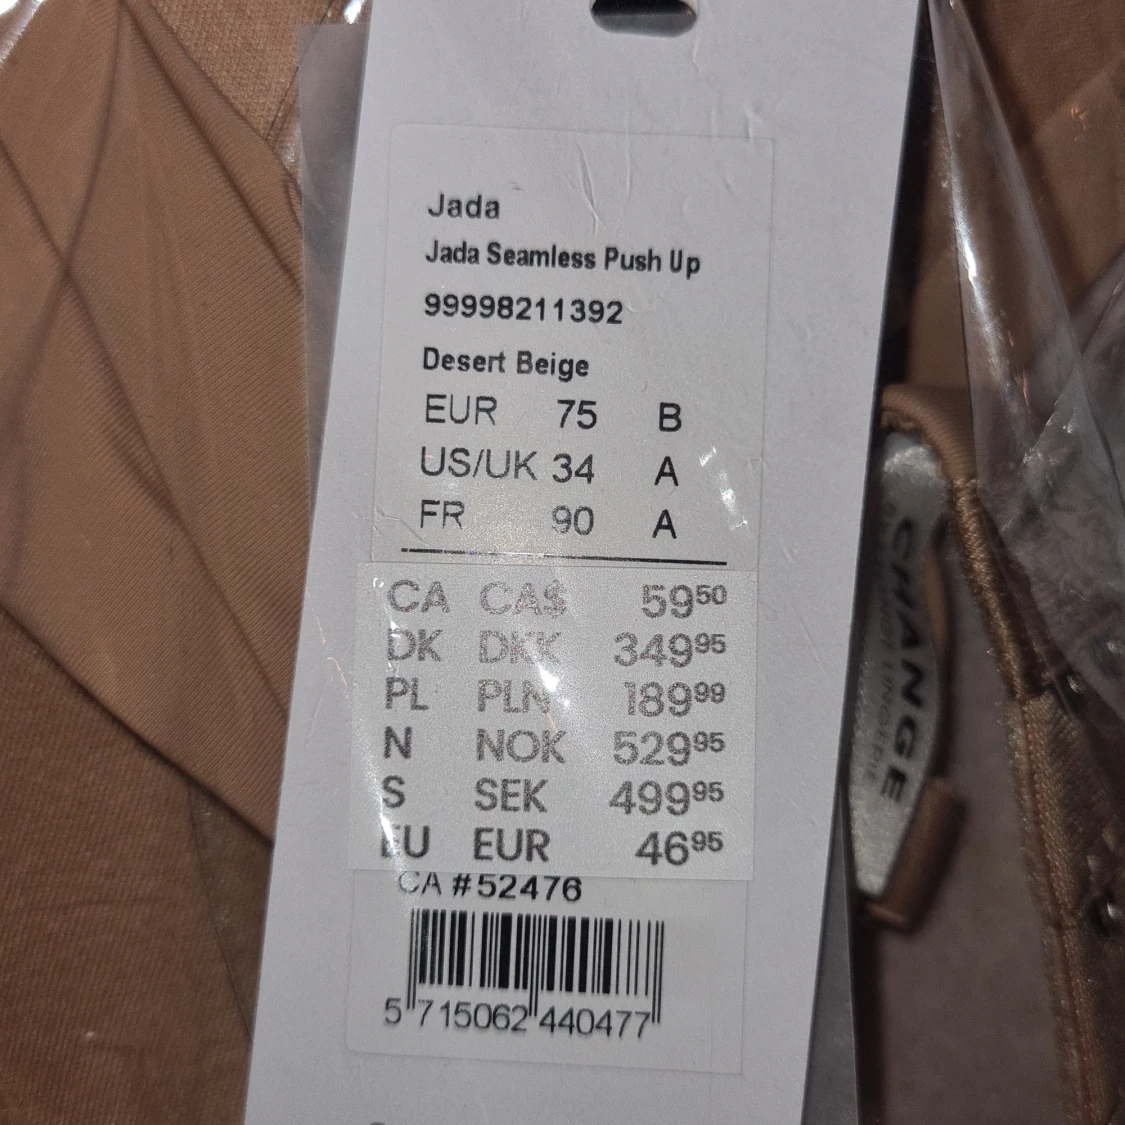 Jada
Jada Seamless Push Up
99998211392
Desert Beige
EUR 75 B
US/UK 34 A
FR 90 A
CA CA$ 59 50
DK DKK 349 95
PL PLN 189 99
N NOK 529 95
S SEK 499 95
EU EUR 46 95
CA #52476
5 715062 440477
CHANGE
LINGERIE